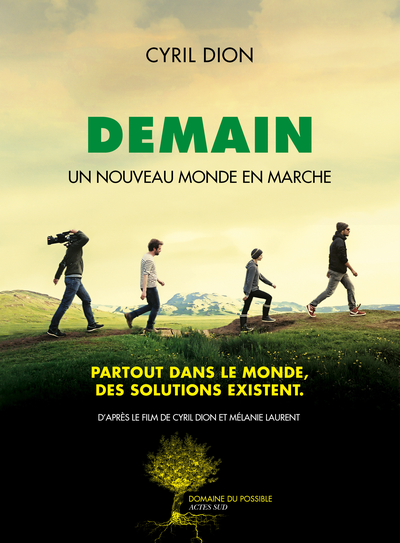 CYRIL DION
DEMAIN
UN NOUVEAU MONDE EN MARCHE
PARTOUT DANS LE MONDE,
DES SOLUTIONS EXISTENT.
D'APRÈS LE FILM DE CYRIL DION ET MÉLANIE LAURENT
DOMAINE DU POSSIBLE
ACTES SUD